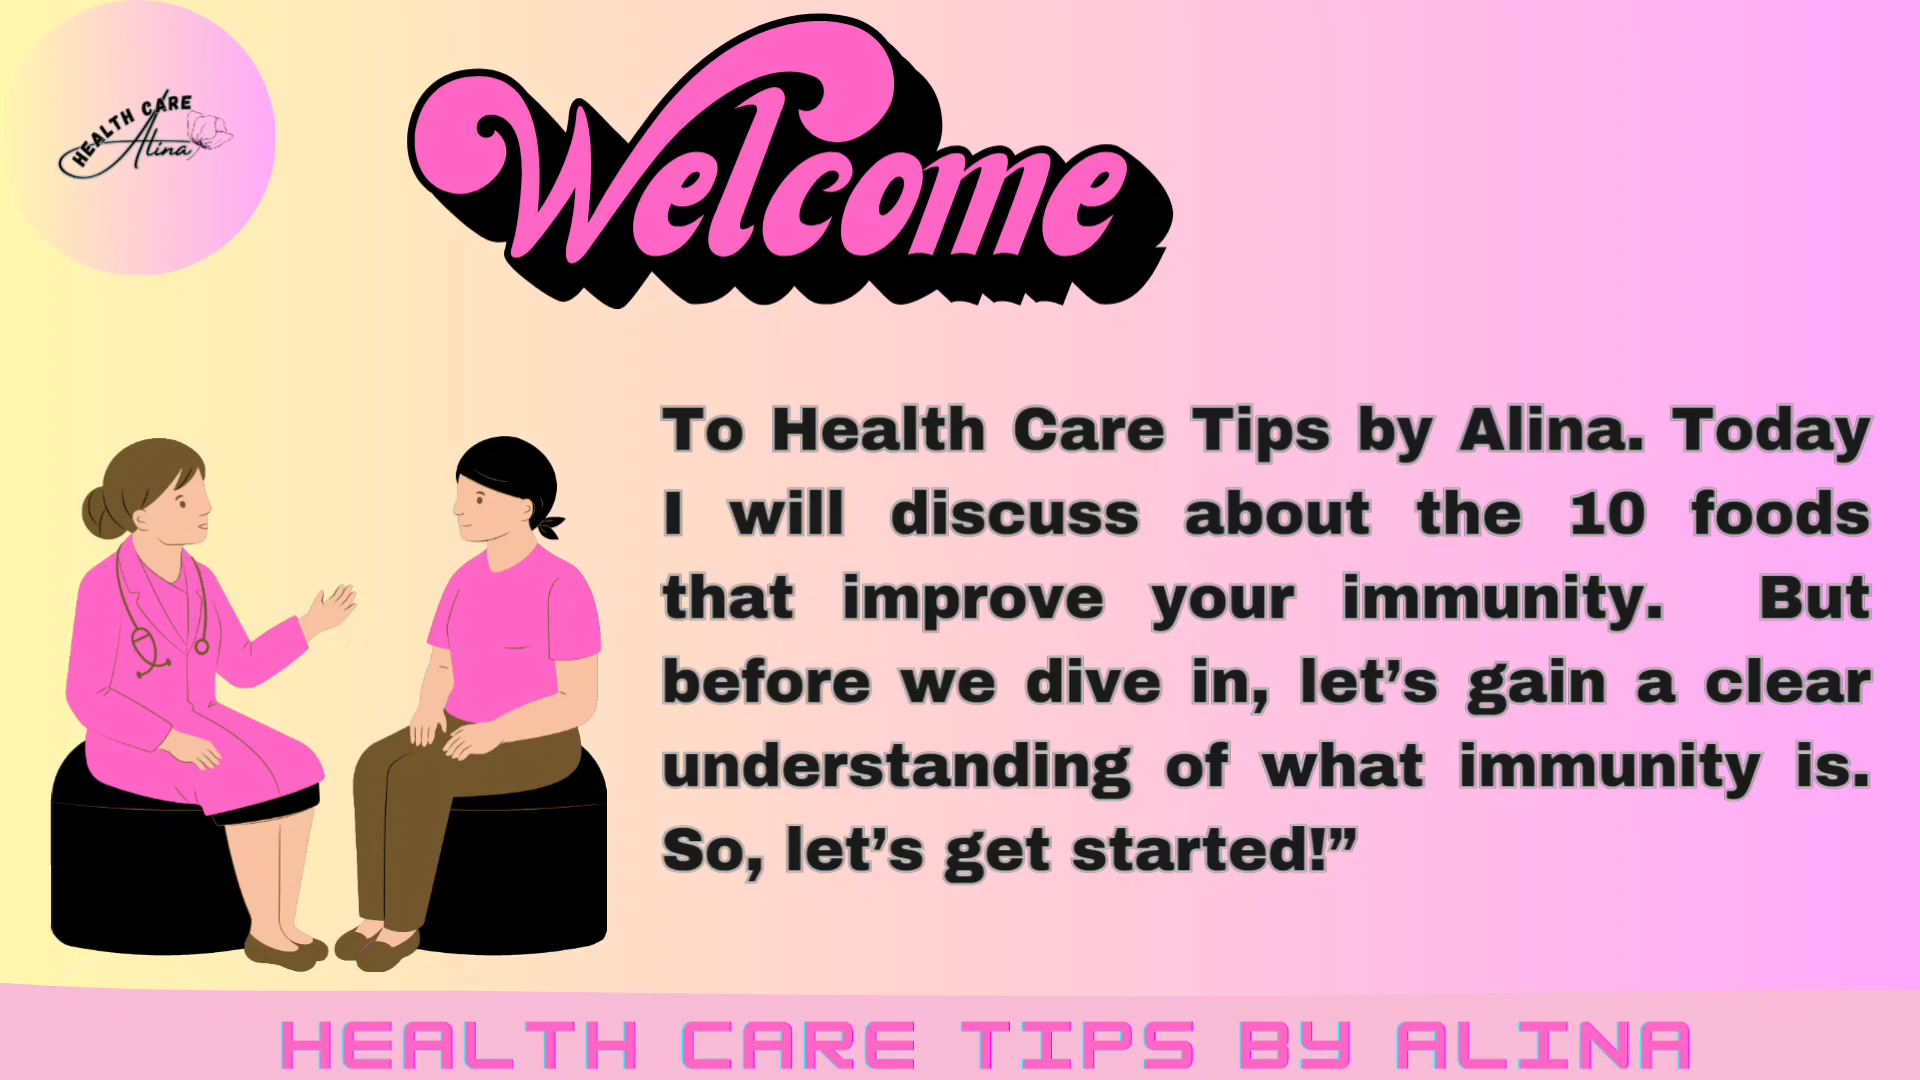 HEALTH CARE
Alina
Welcome
To Health Care Tips by Alina. Today
I will discuss about the 10 foods
that improve your immunity. But
before we dive in, let’s gain a clear
understanding of what immunity is.
So, let’s get started!”
HEALTH CARE TIPS BY ALINA